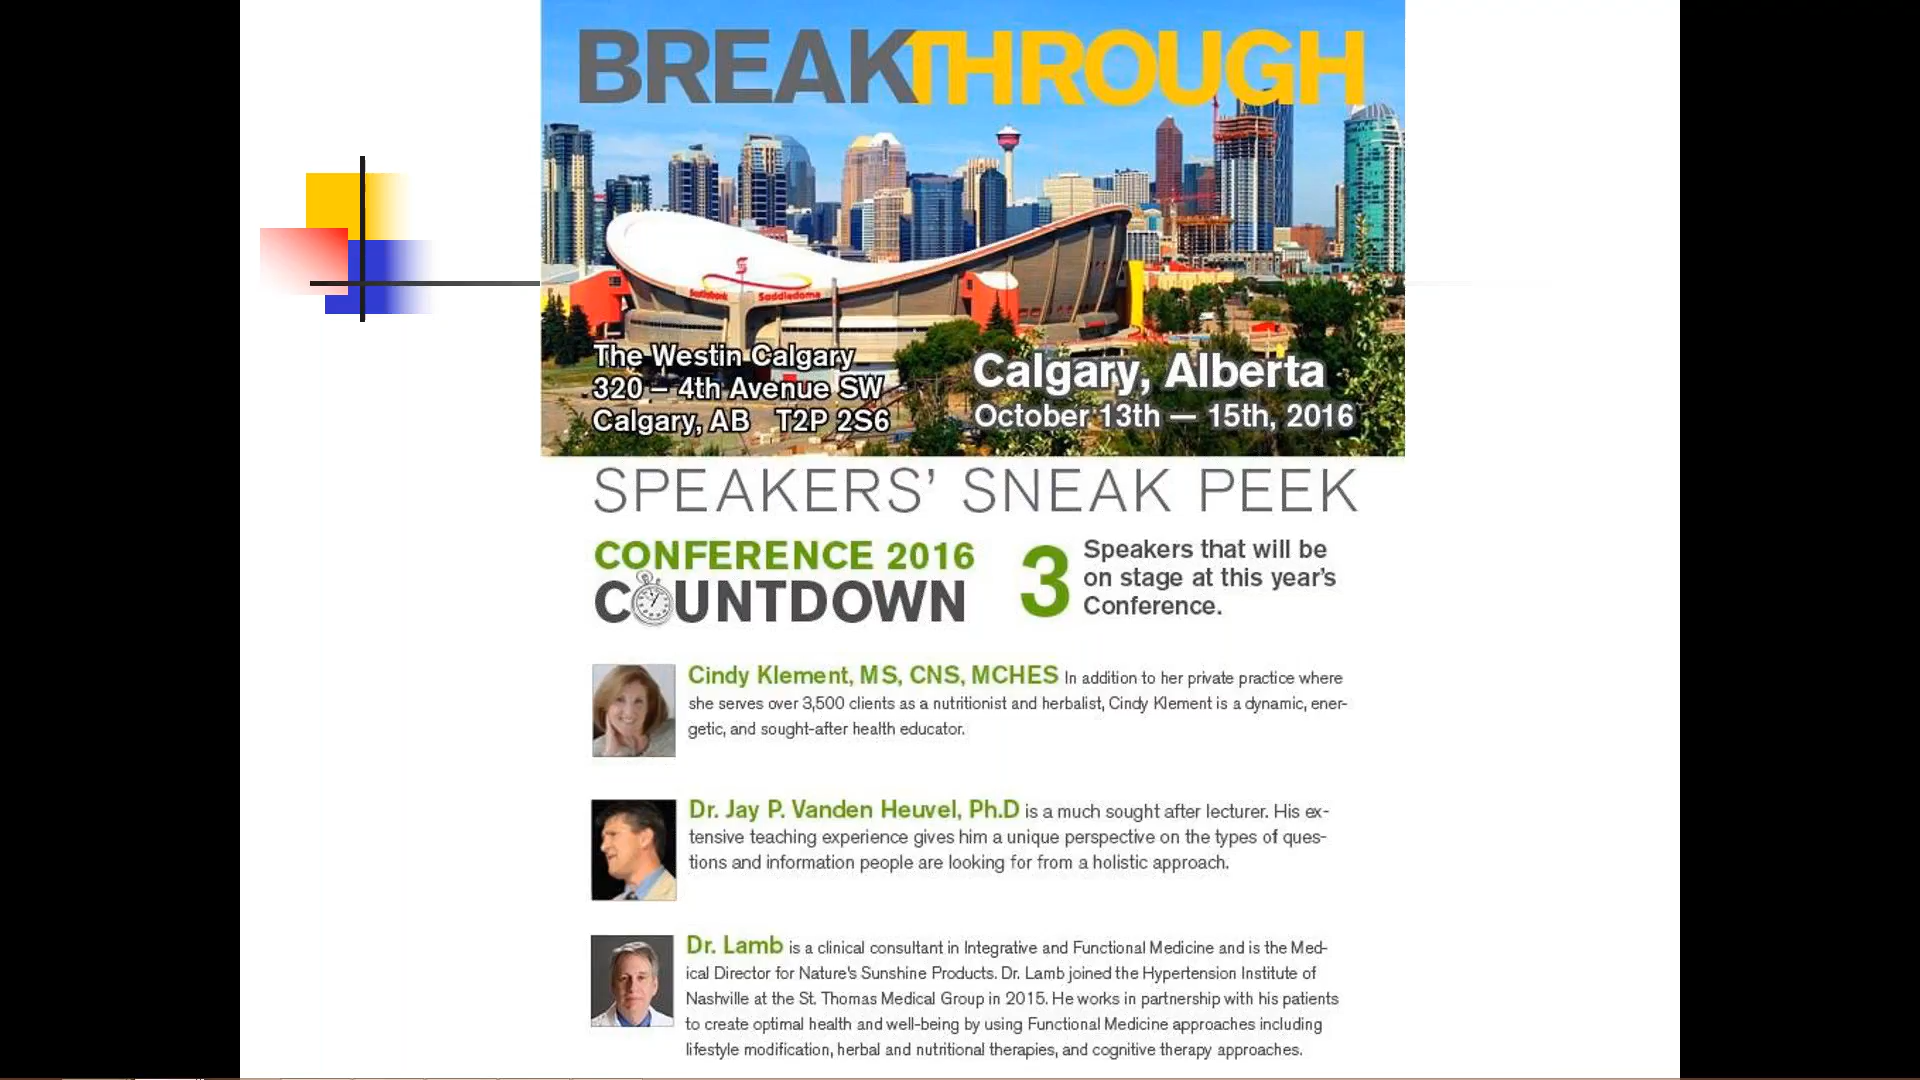 BREAKTHROUGH
Scotiabank Saddledome
The Westin Calgary
320 – 4th Avenue SW
Calgary, AB T2P 2S6
Calgary, Alberta
October 13th — 15th, 2016
SPEAKERS’ SNEAK PEEK
CONFERENCE 2016
COUNTDOWN
3
Speakers that will be
on stage at this year’s
Conference.
Cindy Klement, MS, CNS, MCHES In addition to her private practice where
she serves over 3,500 clients as a nutritionist and herbalist, Cindy Klement is a dynamic, ener-
getic, and sought-after health educator.
Dr. Jay P. Vanden Heuvel, Ph.D is a much sought after lecturer. His ex-
tensive teaching experience gives him a unique perspective on the types of ques-
tions and information people are looking for from a holistic approach.
Dr. Lamb is a clinical consultant in Integrative and Functional Medicine and is the Med-
ical Director for Nature's Sunshine Products. Dr. Lamb joined the Hypertension Institute of
Nashville at the St. Thomas Medical Group in 2015. He works in partnership with his patients
to create optimal health and well-being by using Functional Medicine approaches including
lifestyle modification, herbal and nutritional therapies, and cognitive therapy approaches.